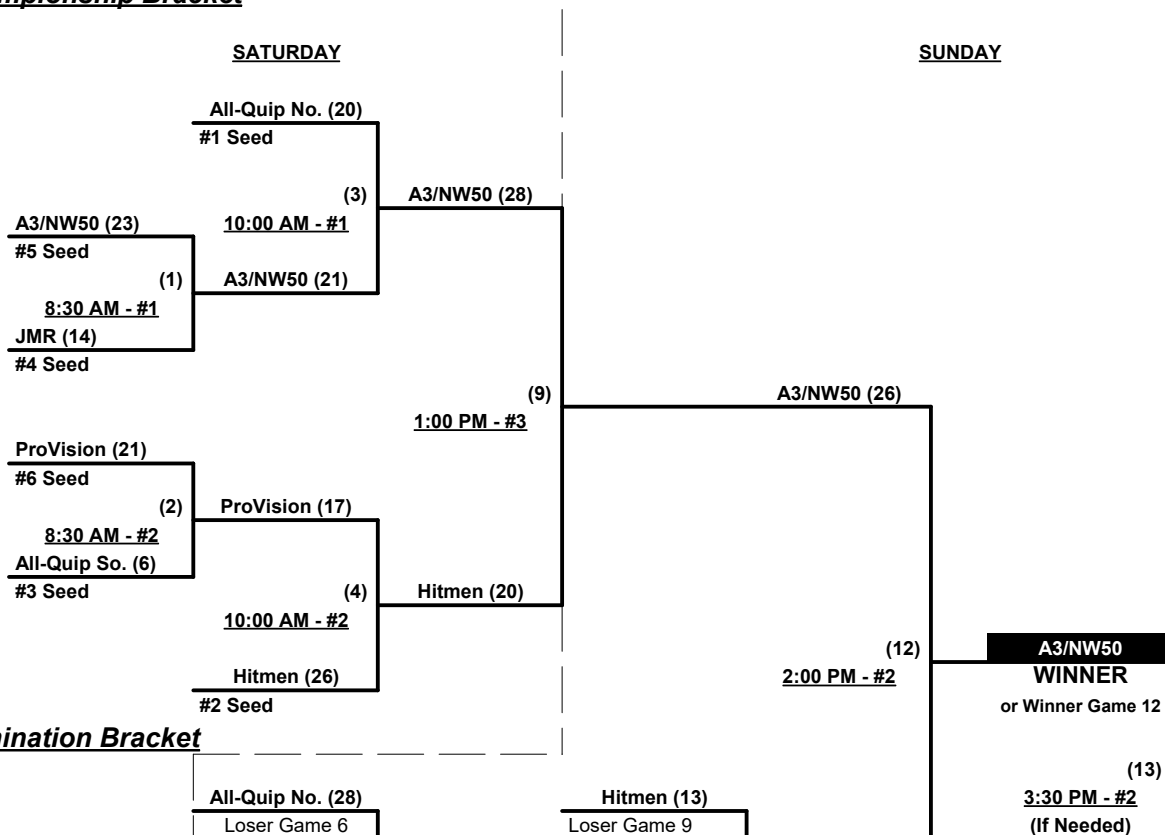 SATURDAY
SUNDAY
All-Quip No. (20)
#1 Seed
(3)
A3/NW50 (28)
A3/NW50 (23)
10:00 AM - #1
#5 Seed
(1)
A3/NW50 (21)
8:30 AM - #1
JMR (14)
#4 Seed
(9)
A3/NW50 (26)
1:00 PM - #3
ProVision (21)
#6 Seed
(2)
ProVision (17)
8:30 AM - #2
All-Quip So. (6)
#3 Seed
(4)
Hitmen (20)
10:00 AM - #2
(12)
A3/NW50
Hitmen (26)
2:00 PM - #2
WINNER
#2 Seed
or Winner Game 12
Bracket
(13)
All-Quip No. (28)
Hitmen (13)
3:30 PM - #2
Loser Game 6
Loser Game 9
(If Needed)